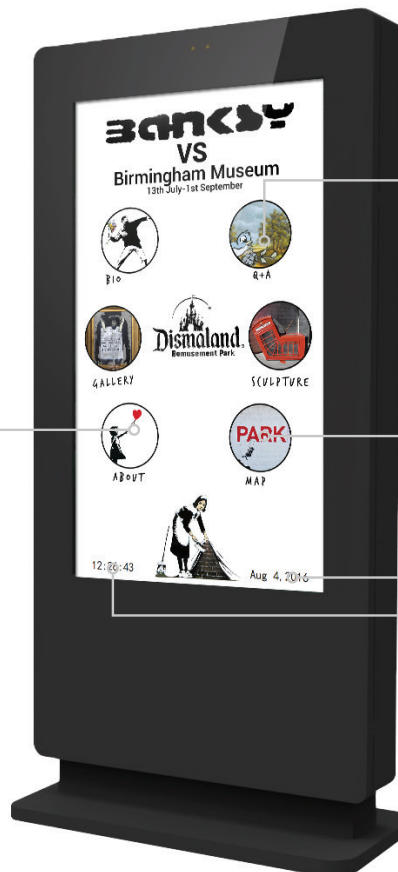 BANKSY
VS
Birmingham Museum
13th July-1st September
BIO
Q+A
GALLERY
Dismaland
Bemusement Park
SCULPTURE
ABOUT
PARK
MAP
12:26:43
Aug 4, 2016